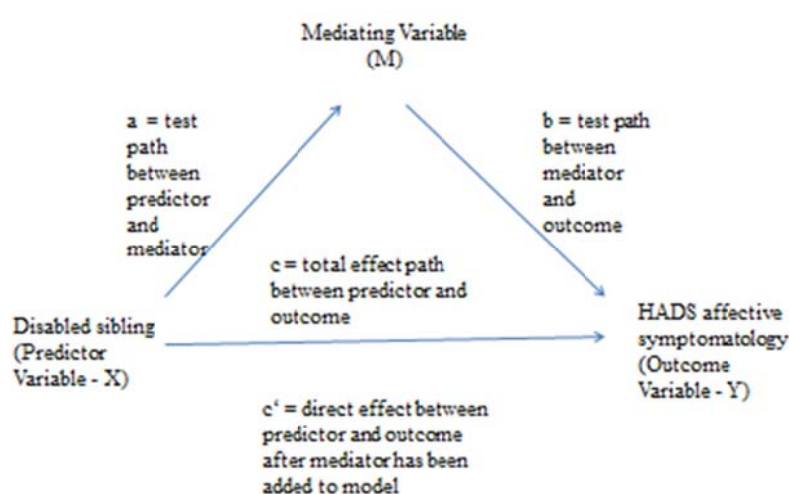 Mediating Variable
(M)
a = test
path
between
predictor
and
mediator
b = test path
between
mediator
and
outcome
c = total effect path
between predictor and
outcome
Disabled sibling
(Predictor
Variable - X)
HADS affective
symptomatology
(Outcome
Variable - Y)
c‘ = direct effect between
predictor and outcome
after mediator has been
added to model